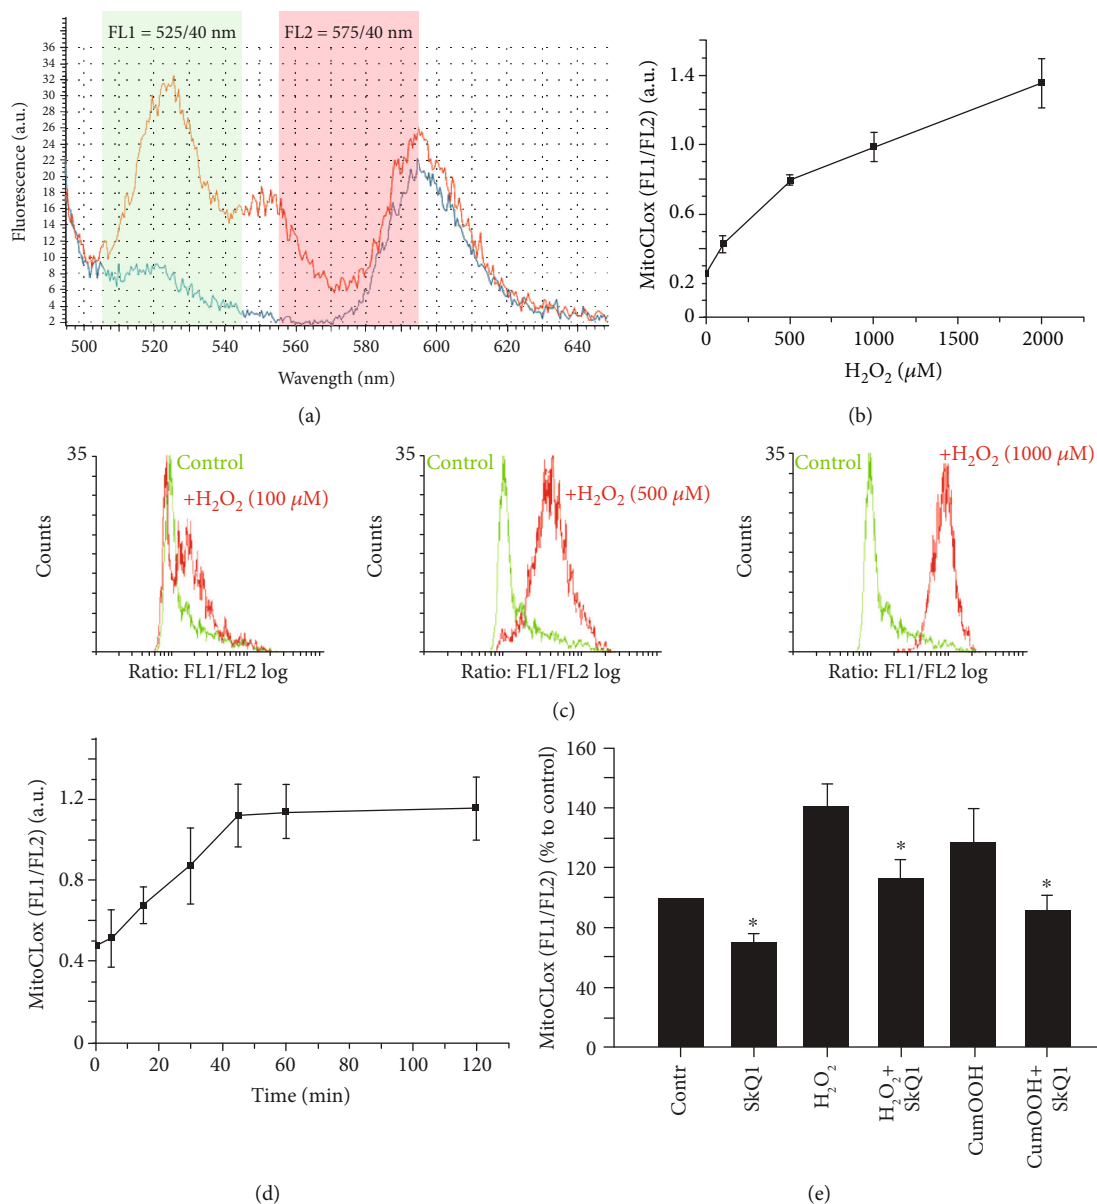 FL1 = 525/40 nm
FL2 = 575/40 nm
36
34
32
30
28
26
24
22
20
18
16
14
12
10
8
6
4
2
Fluorescence (a.u.)
500
520
540
560
580
600
620
640
Wavength (nm)
(a)
1.4
1.0
0.6
0.2
0
MitoCLox (FL1/FL2) (a.u.)
0
500
1000
1500
2000
H₂O₂ (μM)
(b)
35
Control
+H₂O₂ (100 μM)
Counts
Ratio: FL1/FL2 log
35
Control
+H₂O₂ (500 μM)
Counts
Ratio: FL1/FL2 log
35
Control
+H₂O₂ (1000 μM)
Counts
Ratio: FL1/FL2 log
(c)
1.2
0.8
0.4
0
MitoCLox (FL1/FL2) (a.u.)
0
20
40
60
80
100
120
Time (min)
(d)
160
140
120
100
80
40
0
MitoCLox (FL1/FL2) (% to control)
*
*
*
Contr
SkQ1
H₂O₂
H₂O₂+
SkQ1
CumOOH
CumOOH+
SkQ1
(e)